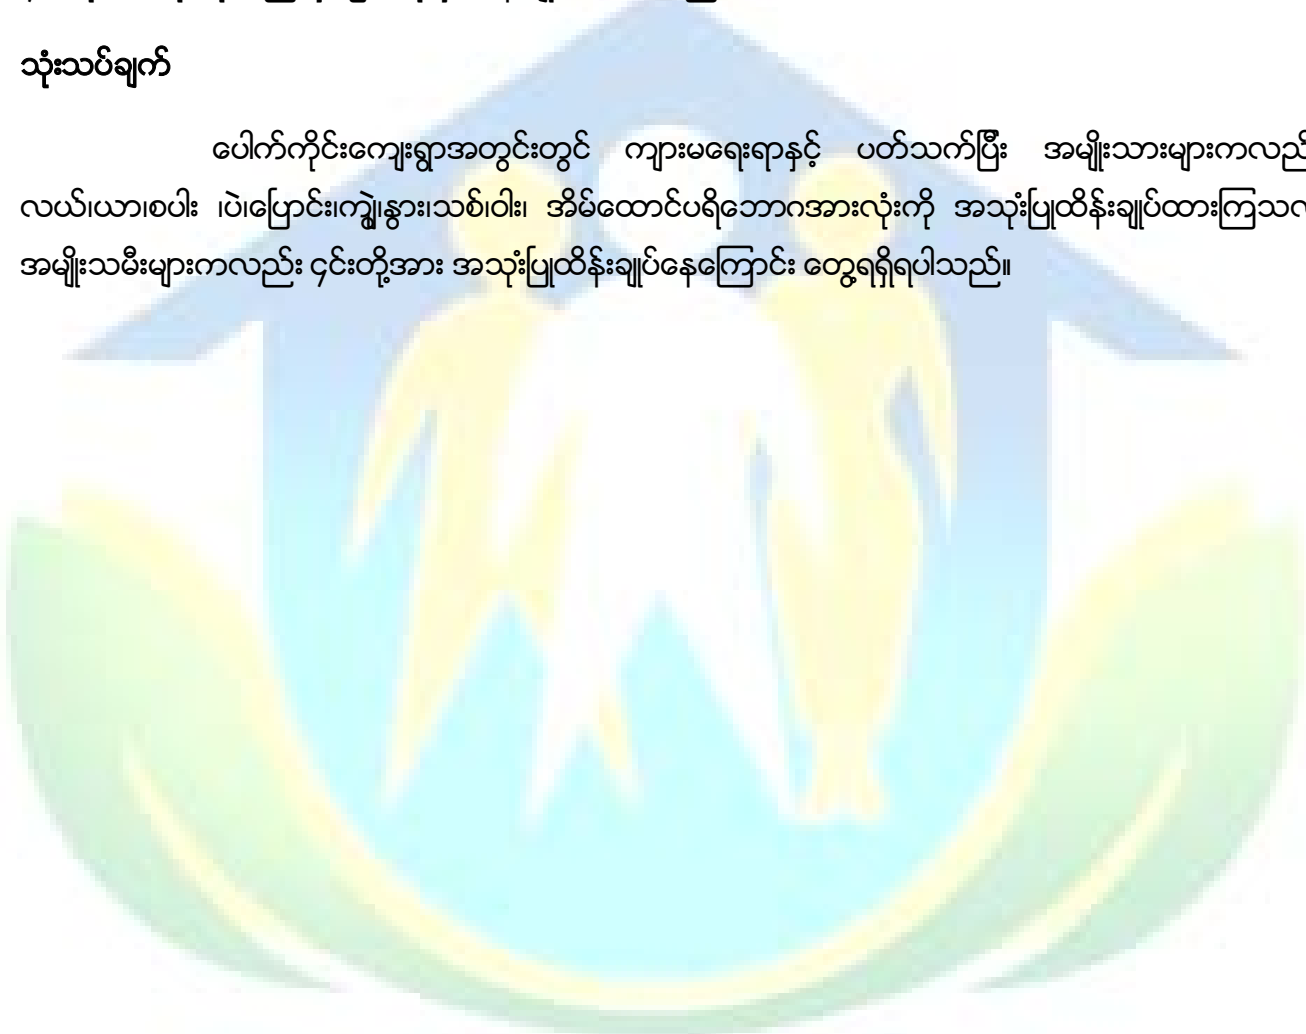 သုံးသပ်ချက်
ပေါက်ကိုင်းကျေးရွာအတွင်းတွင် ကျားမရေးရာနှင့် ပတ်သက်ပြီး အမျိုးသားများကလည်
လယ်၊ယာ၊စပါး ၊ပဲ၊ပြောင်း၊ကျွဲ၊နွား၊သစ်၊ဝါး၊ အိမ်ထောင်ပရိဘောဂအားလုံးကို အသုံးပြုထိန်းချုပ်ထားကြသလ
အမျိုးသမီးများကလည်း ၎င်းတို့အား အသုံးပြုထိန်းချုပ်နေကြောင်း တွေ့ရရှိရပါသည်။